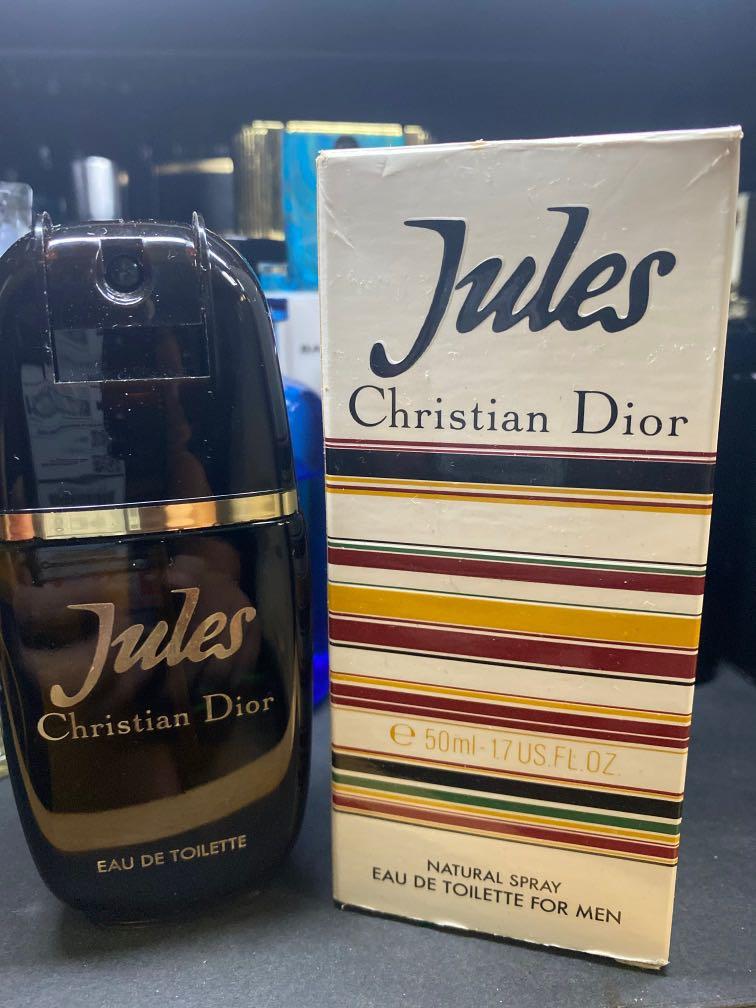 Jules
Christian Dior
EAU DE TOILETTE
Jules
Christian Dior
℮ 50ml - 1.7 US.FL.OZ.
NATURAL SPRAY
EAU DE TOILETTE FOR MEN